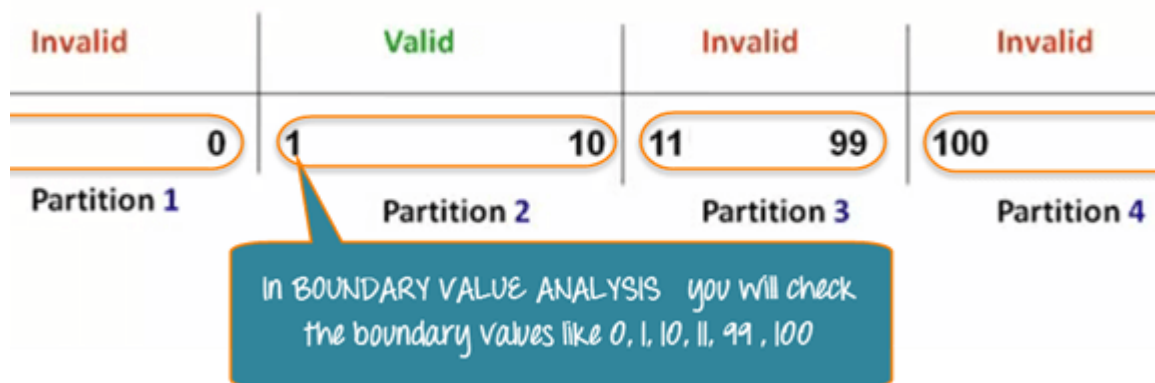 Invalid Valid Invalid Invalid
0 1 10 11 99 100
Partition 1 Partition 2 Partition 3 Partition 4
In BOUNDARY VALUE ANALYSIS you will check
the boundary values like 0, 1, 10, 11, 99 , 100